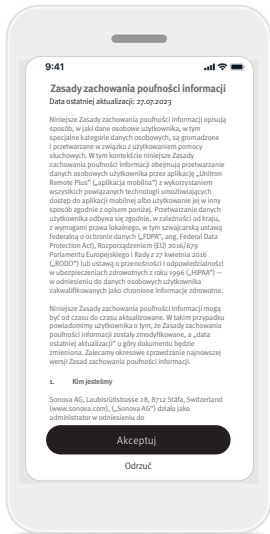 9:41
Zasady zachowania poufności informacji
Data ostatniej aktualizacji: 27.07.2023
Niniejsze Zasady zachowania poufności informacji opisują
sposób, w jaki dane osobowe użytkownika, w tym
specjalne kategorie danych osobowych, są gromadzone
i przetwarzane w związku z użytkowaniem pomocy
słuchowych. W tym kontekście niniejsze Zasady
zachowania poufności informacji obejmują przetwarzanie
danych osobowych użytkownika przez aplikację „Unitron
Remote Plus” („aplikacja mobilna”) z wykorzystaniem
wszystkich powiązanych technologii umożliwiających
dostęp do aplikacji mobilnej albo użytkowanie jej w inny
sposób zgodnie z opisem poniżej. Przetwarzanie danych
użytkownika odbywa się zgodnie, w zależności od kraju,
z wymogami prawa lokalnego, w tym szwajcarską ustawą
federalną o ochronie danych („FDPA”, ang. Federal Data
Protection Act), Rozporządzeniem (EU) 2016/679
Parlamentu Europejskiego i Rady z 27 kwietnia 2016
(„RODO”) lub ustawą o przenośności i odpowiedzialności
w ubezpieczeniach zdrowotnych z roku 1996 („HIPAA”) —
w odniesieniu do danych osobowych użytkownika
zakwalifikowanych jako chronione informacje zdrowotne.
Niniejsze Zasady zachowania poufności informacji mogą
być od czasu do czasu aktualizowane. W takim przypadku
powiadomimy użytkownika o tym, że Zasady zachowania
poufności informacji zostały zmodyfikowane, a „data
ostatniej aktualizacji” u góry dokumentu będzie
zmieniona. Zalecamy okresowe sprawdzanie najnowszej
wersji Zasad zachowania poufności informacji.
1. Kim jesteśmy
Sonova AG, Laubisrütistrasse 28, 8712 Stäfa, Switzerland
(www.sonova.com), („Sonova AG”) działa jako
administrator w odniesieniu do
Akceptuj
Odrzuć